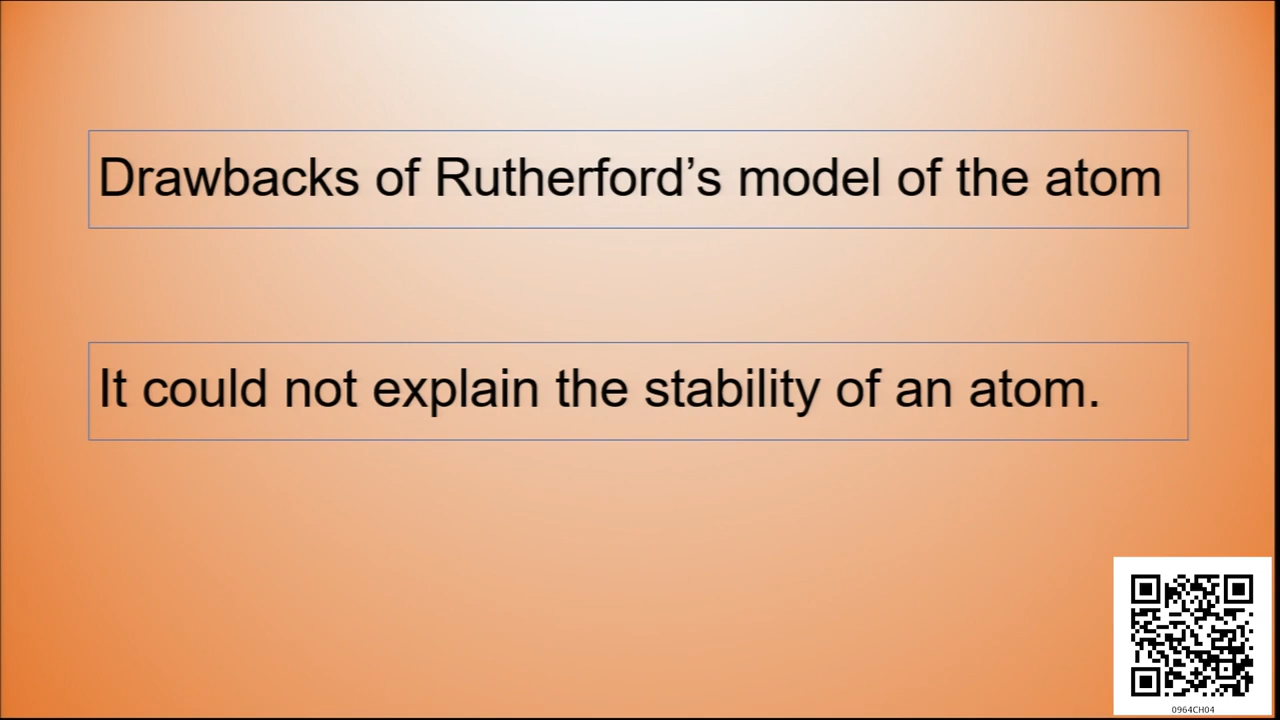 Drawbacks of Rutherford’s model of the atom
It could not explain the stability of an atom.
0964CH04